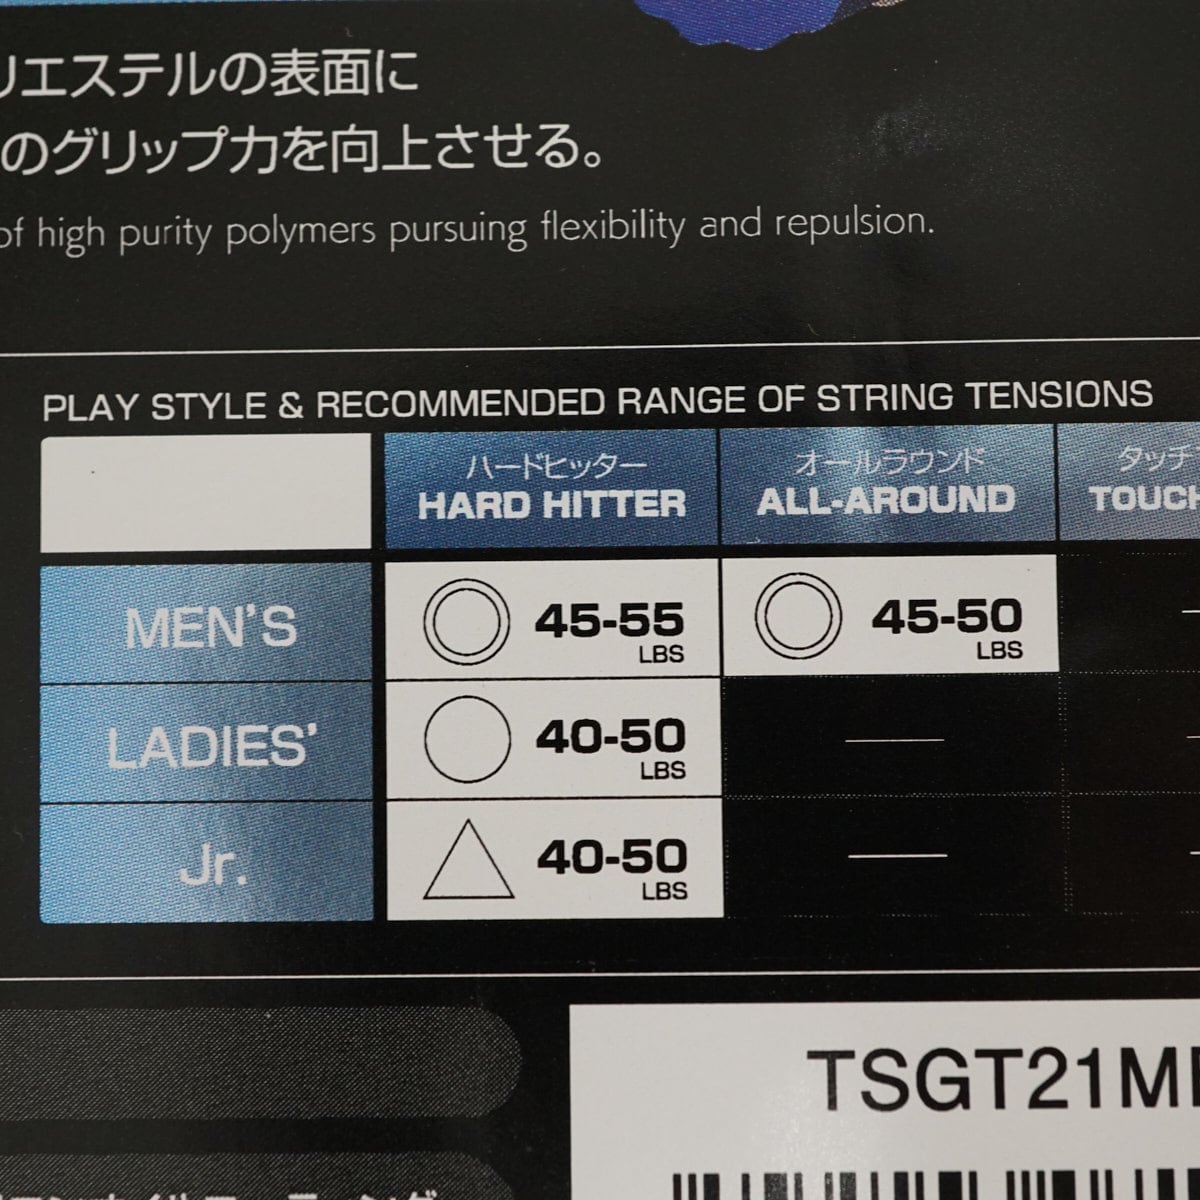 リエステルの表面に
のグリップ力を向上させる。
of high purity polymers pursuing flexibility and repulsion.
PLAY STYLE & RECOMMENDED RANGE OF STRING TENSIONS
ハードヒッター オールラウンド タッチ
HARD HITTER ALL-AROUND TOUCH
MEN'S 45-55 LBS 45-50 LBS
LADIES' 40-50 LBS
Jr. 40-50 LBS
TSGT21M